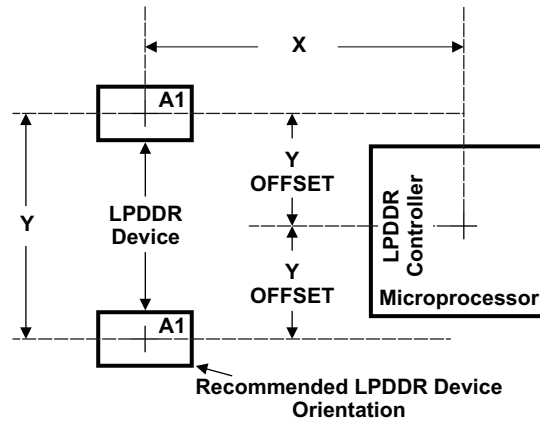 X
A1
Y
OFFSET
Y
LPDDR
Device
LPDDR
Controller
Y
OFFSET
Microprocessor
A1
Recommended LPDDR Device
Orientation